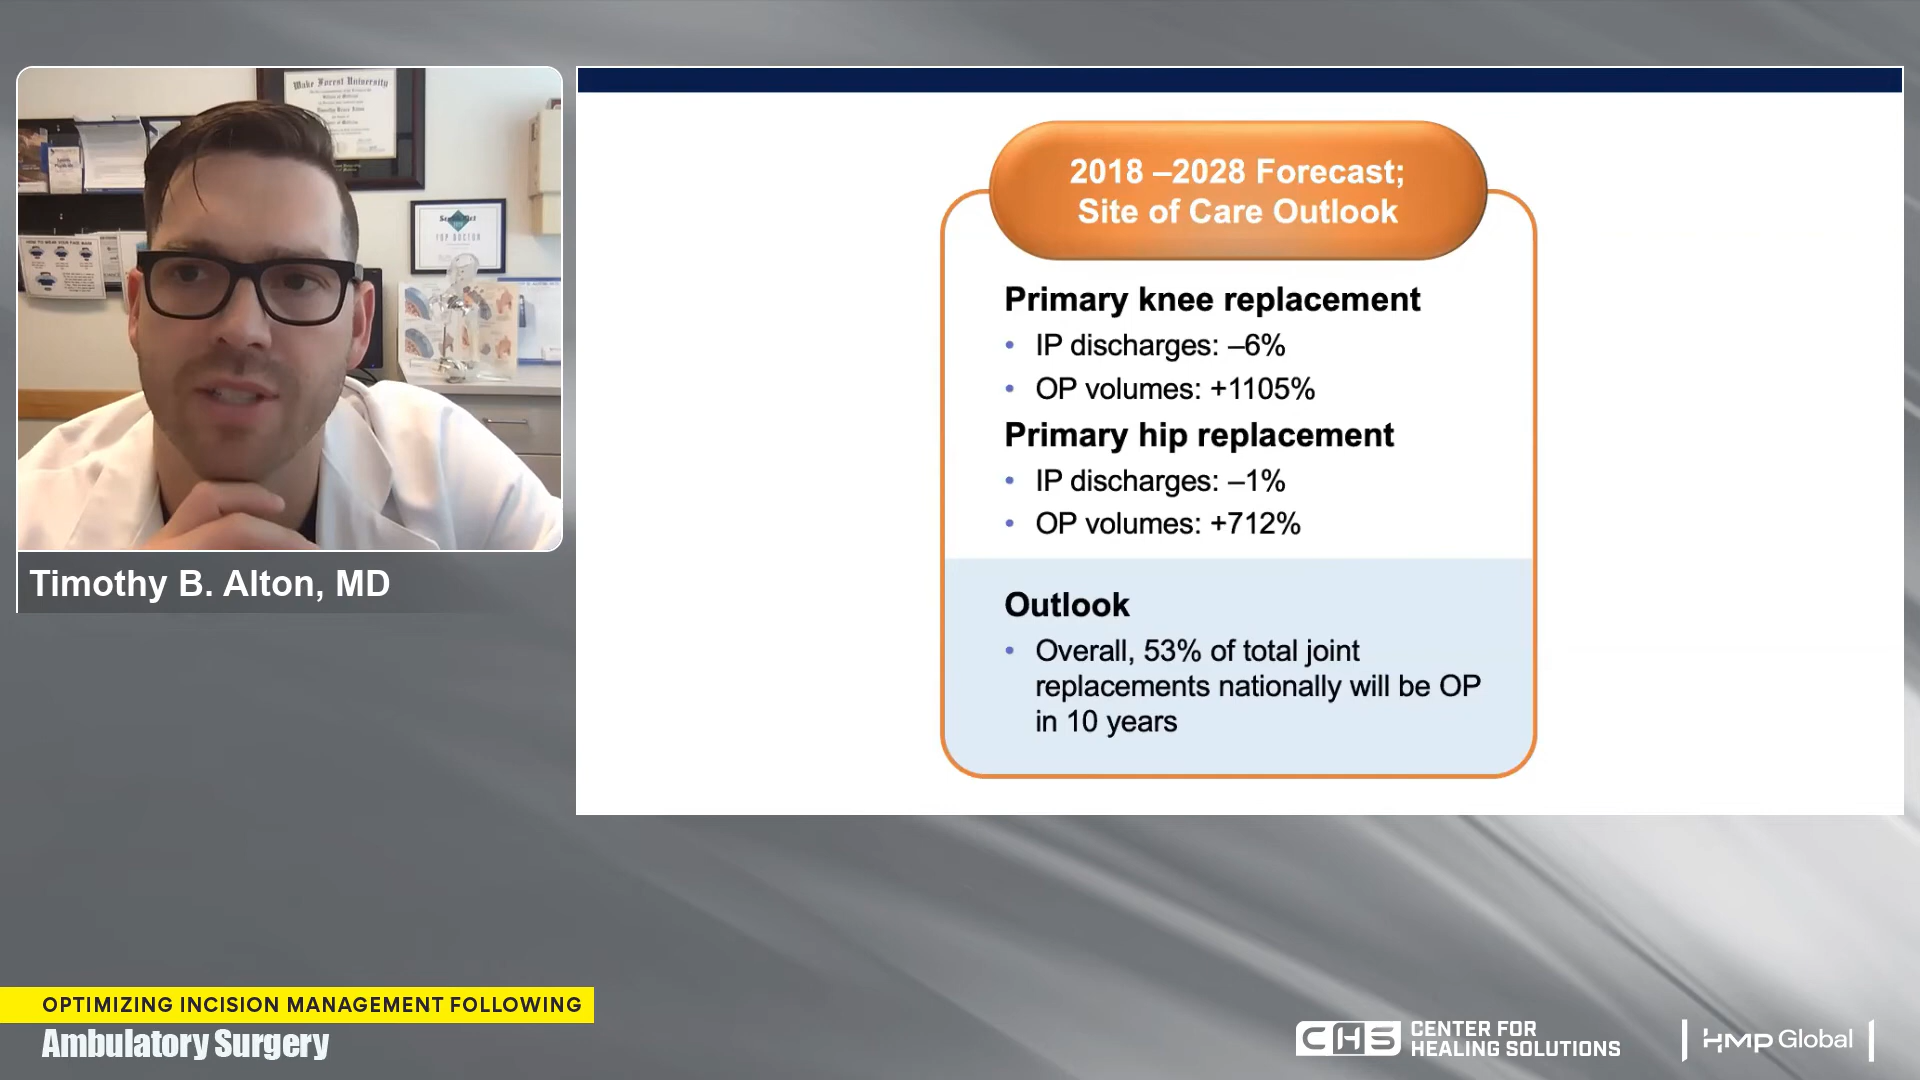 Wake Forest University
TOP DOCTOR
2018 –2028 Forecast;
Site of Care Outlook
Primary knee replacement
• IP discharges: –6%
• OP volumes: +1105%
Primary hip replacement
• IP discharges: –1%
• OP volumes: +712%
Outlook
• Overall, 53% of total joint
replacements nationally will be OP
in 10 years
Timothy B. Alton, MD
OPTIMIZING INCISION MANAGEMENT FOLLOWING
Ambulatory Surgery
CHS CENTER FOR
HEALING SOLUTIONS
HMP Global